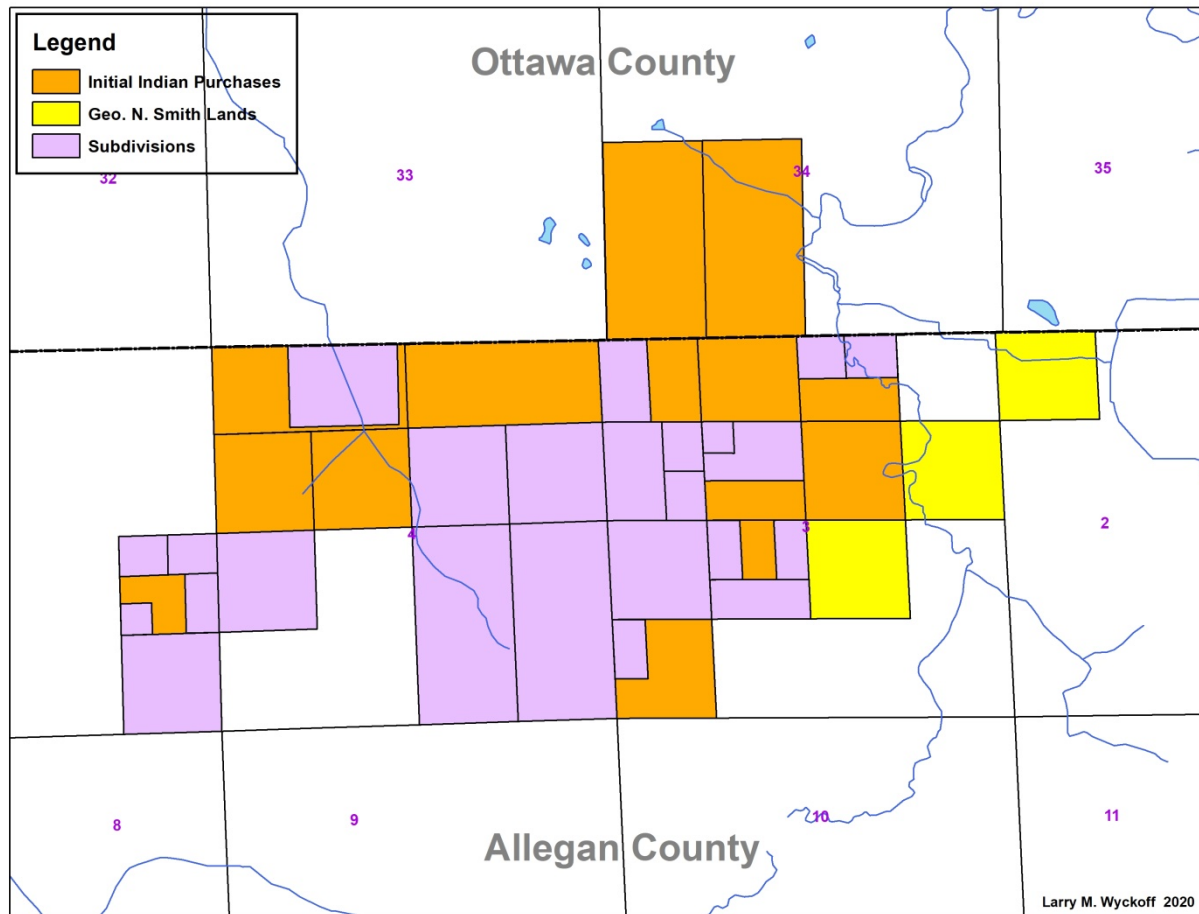 Legend
Initial Indian Purchases
Geo. N. Smith Lands
Subdivisions
Ottawa County
32
33
34
35
4
3
2
8
9
10
11
Allegan County
Larry M. Wyckoff 2020